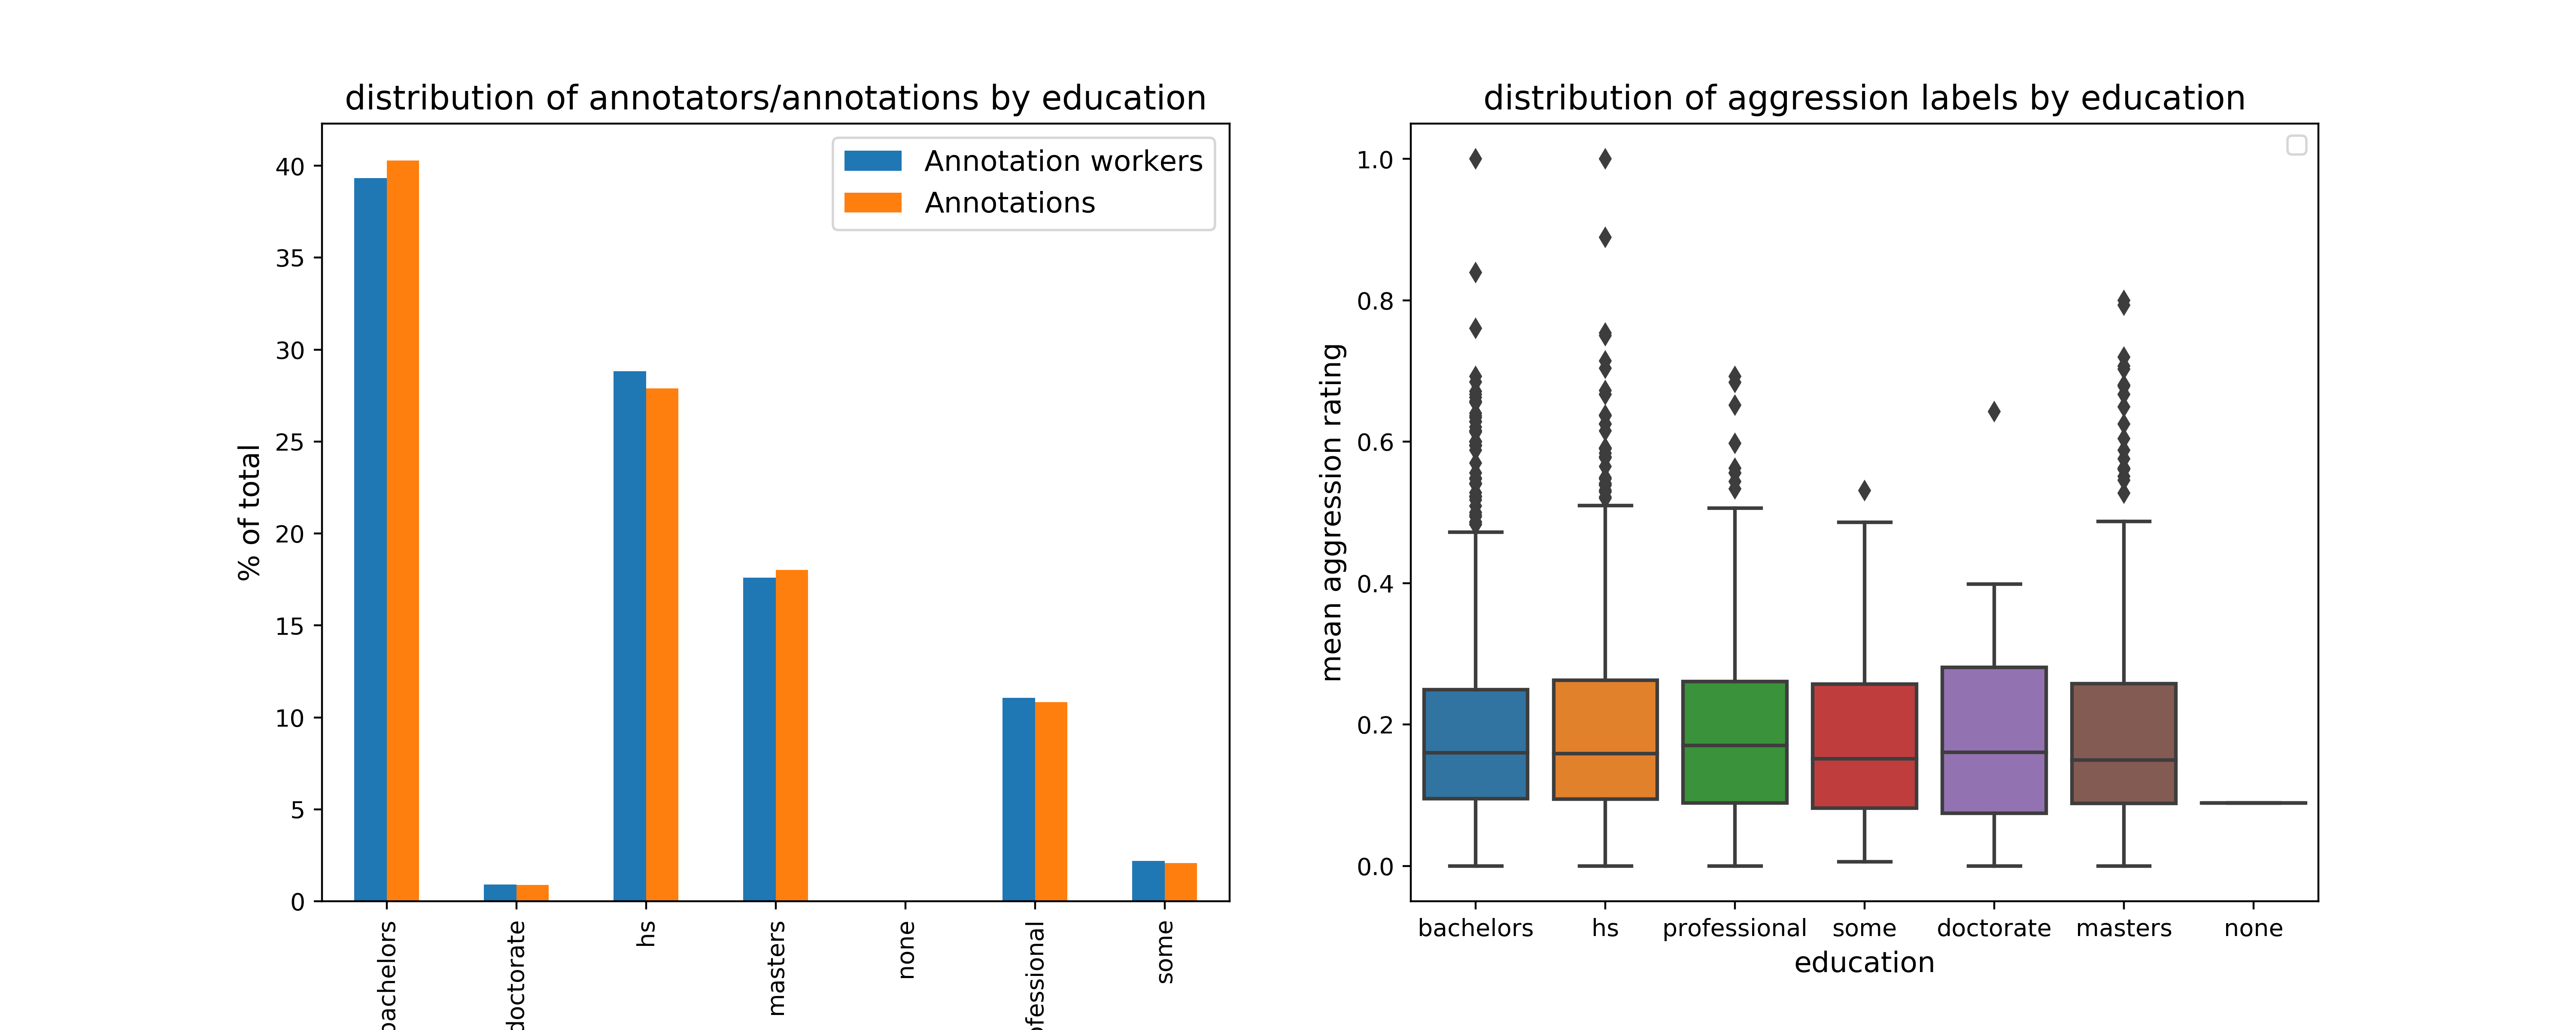 distribution of annotators/annotations by education
Annotation workers
Annotations
% of total
40
35
30
25
20
15
10
5
0
bachelors
doctorate
hs
masters
none
ofessional
some
distribution of aggression labels by education
mean aggression rating
1.0
0.8
0.6
0.4
0.2
0.0
bachelors hs professional some doctorate masters none
education